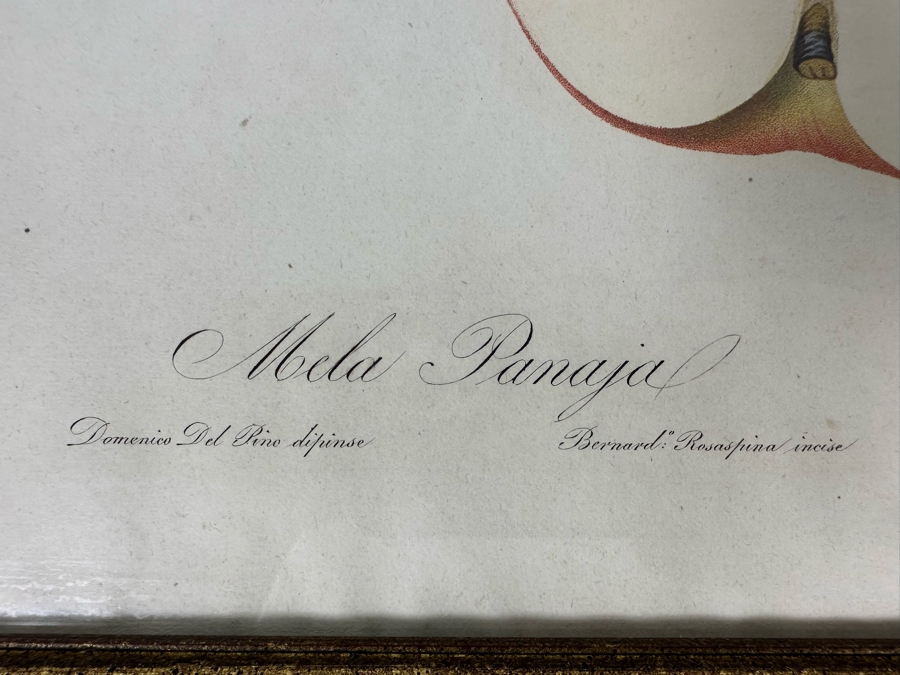 Mela Panaja
Domenico Del Pino dipinse
Bernard:º Rosaspina incise